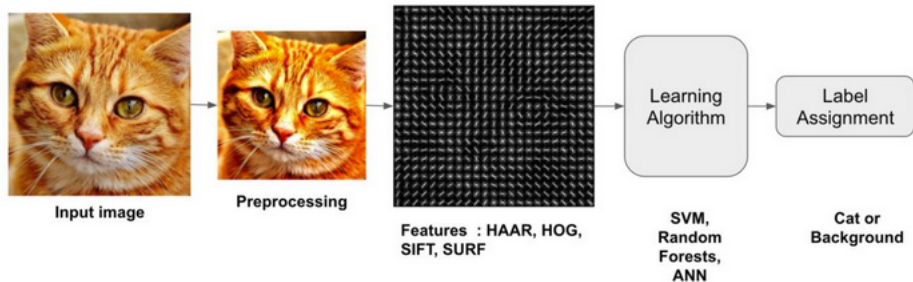 Input image
Preprocessing
Features : HAAR, HOG,
SIFT, SURF
Learning
Algorithm
SVM,
Random
Forests,
ANN
Label
Assignment
Cat or
Background